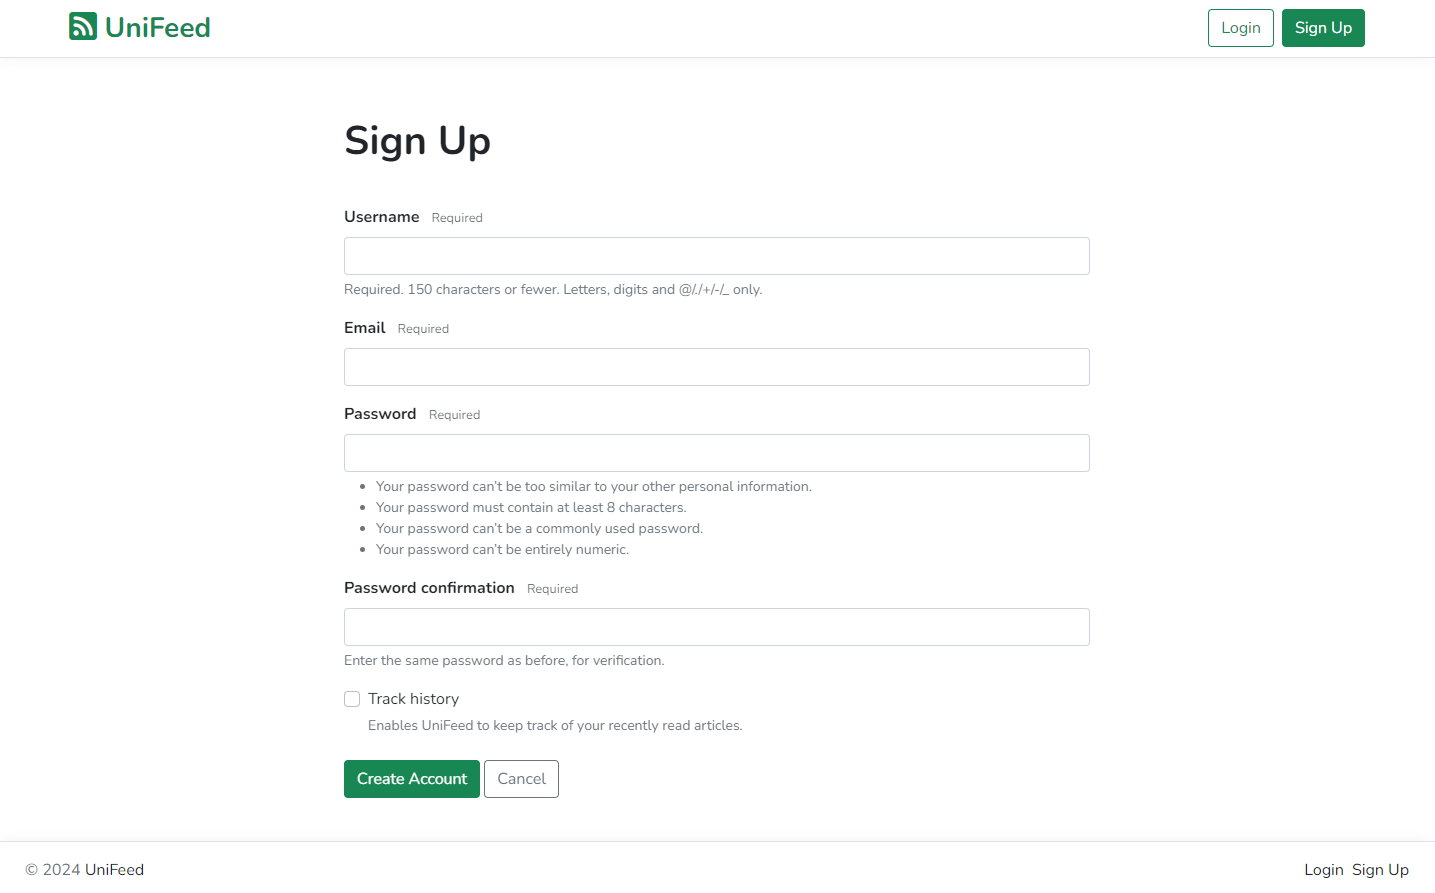 UniFeed
Login
Sign Up
Sign Up
Username Required
Required. 150 characters or fewer. Letters, digits and @/./+/-/_ only.
Email Required
Password Required
Your password can’t be too similar to your other personal information.
Your password must contain at least 8 characters.
Your password can’t be a commonly used password.
Your password can’t be entirely numeric.
Password confirmation Required
Enter the same password as before, for verification.
Track history
Enables UniFeed to keep track of your recently read articles.
Create Account
Cancel
© 2024 UniFeed
Login Sign Up